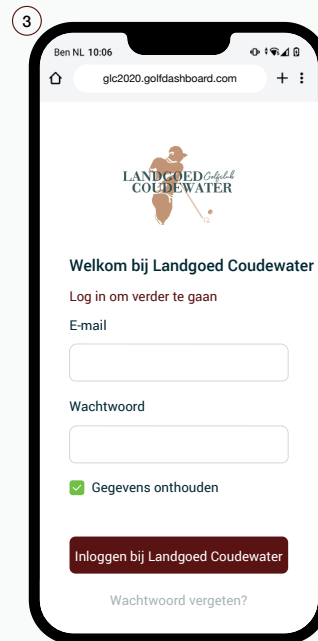 3
Ben NL 10:06
glc2020.golfdashboard.com
LANDGOED Golfclub
COUDEWATER
Welkom bij Landgoed Coudewater
Log in om verder te gaan
E-mail
Wachtwoord
Gegevens onthouden
Inloggen bij Landgoed Coudewater
Wachtwoord vergeten?